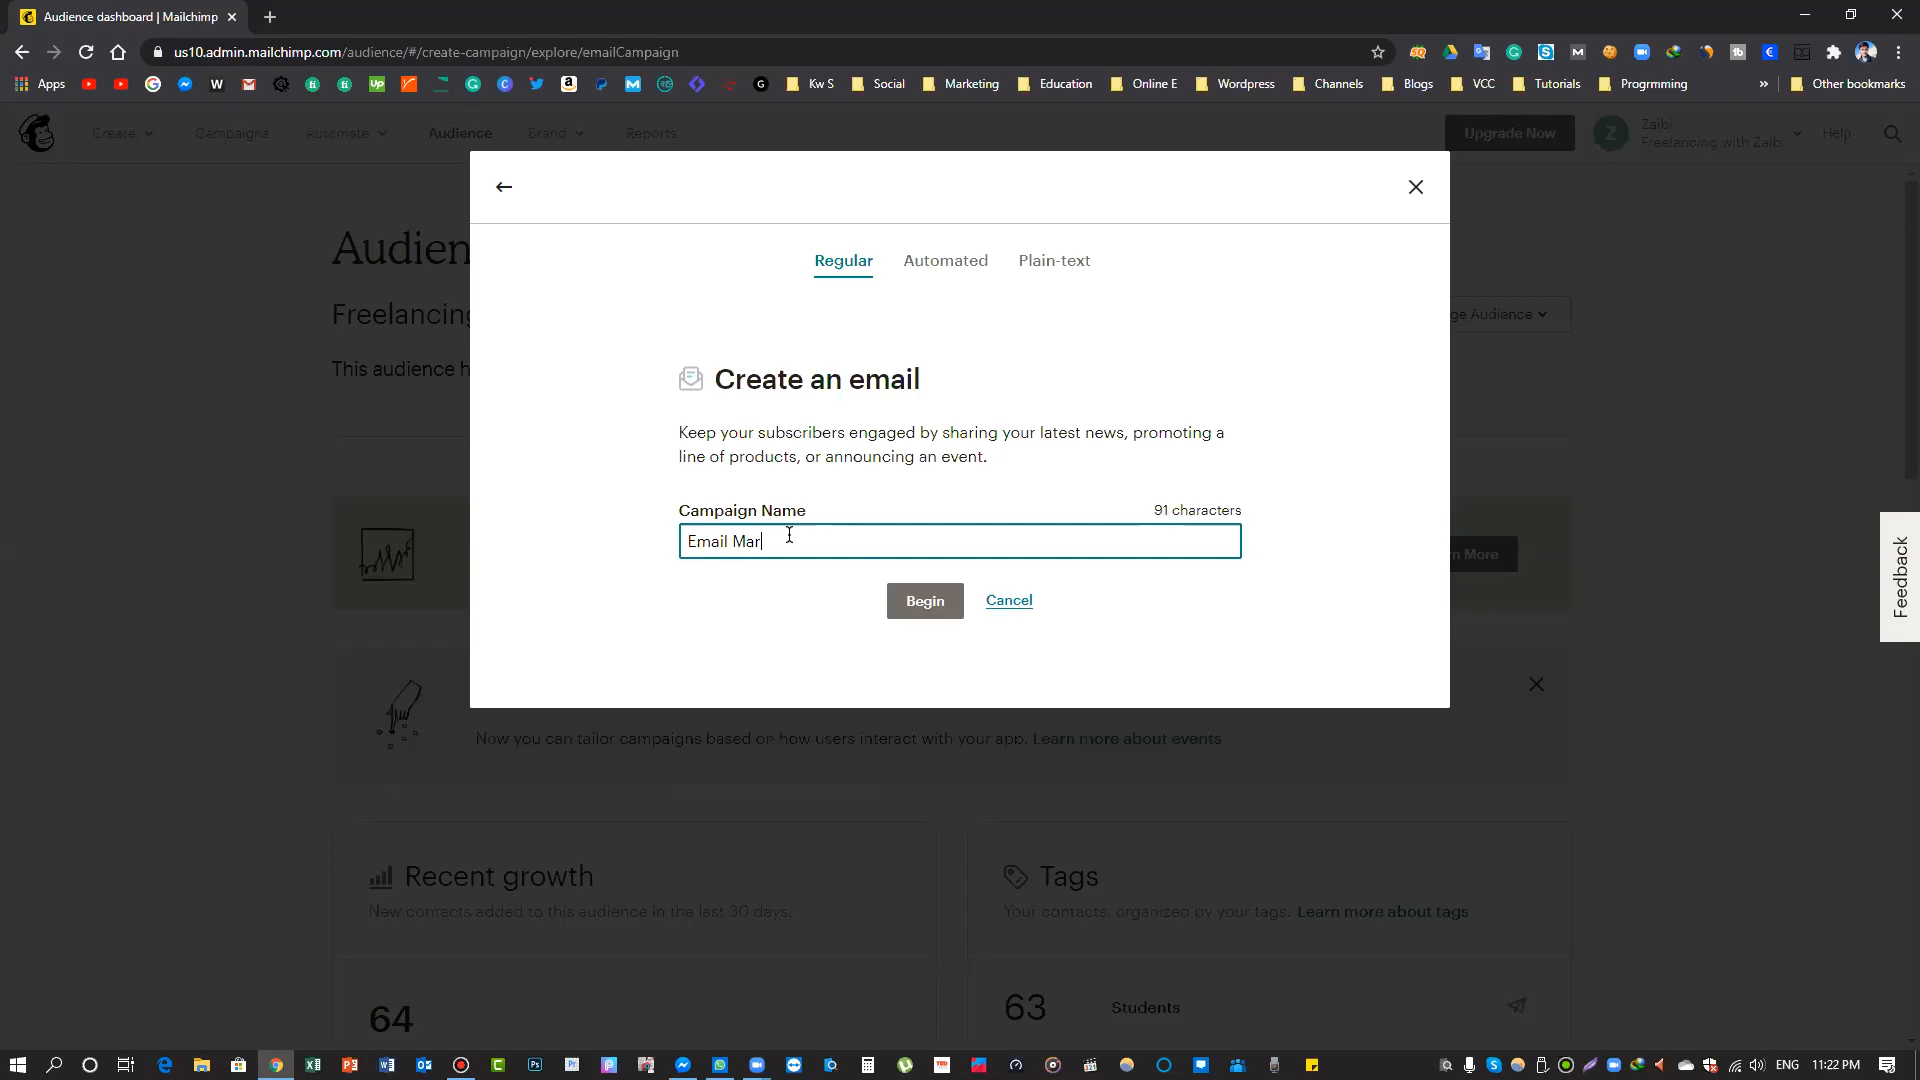 Audience dashboard | Mailchimp
us10.admin.mailchimp.com/audience/#/create-campaign/explore/emailCampaign
Apps
Kw S
Social
Marketing
Education
Online E
Wordpress
Channels
Blogs
VCC
Tutorials
Progrmming
»
Other bookmarks
Create
Campaigns
Automate
Audience
Brand
Reports
Upgrade Now
Z
Zaibi
Freelancing with Zaib
Help
Regular
Automated
Plain-text
Audien
Freelancing
ge Audience
This audience h
Create an email
Keep your subscribers engaged by sharing your latest news, promoting a
line of products, or announcing an event.
Campaign Name
91 characters
Email Mar
Begin
Cancel
n More
Feedback
Now you can tailor campaigns based on how users interact with your app. Learn more about events
Recent growth
New contacts added to this audience in the last 30 days.
Tags
Your contacts, organized by your tags. Learn more about tags
64
63
Students
ENG
11:22 PM